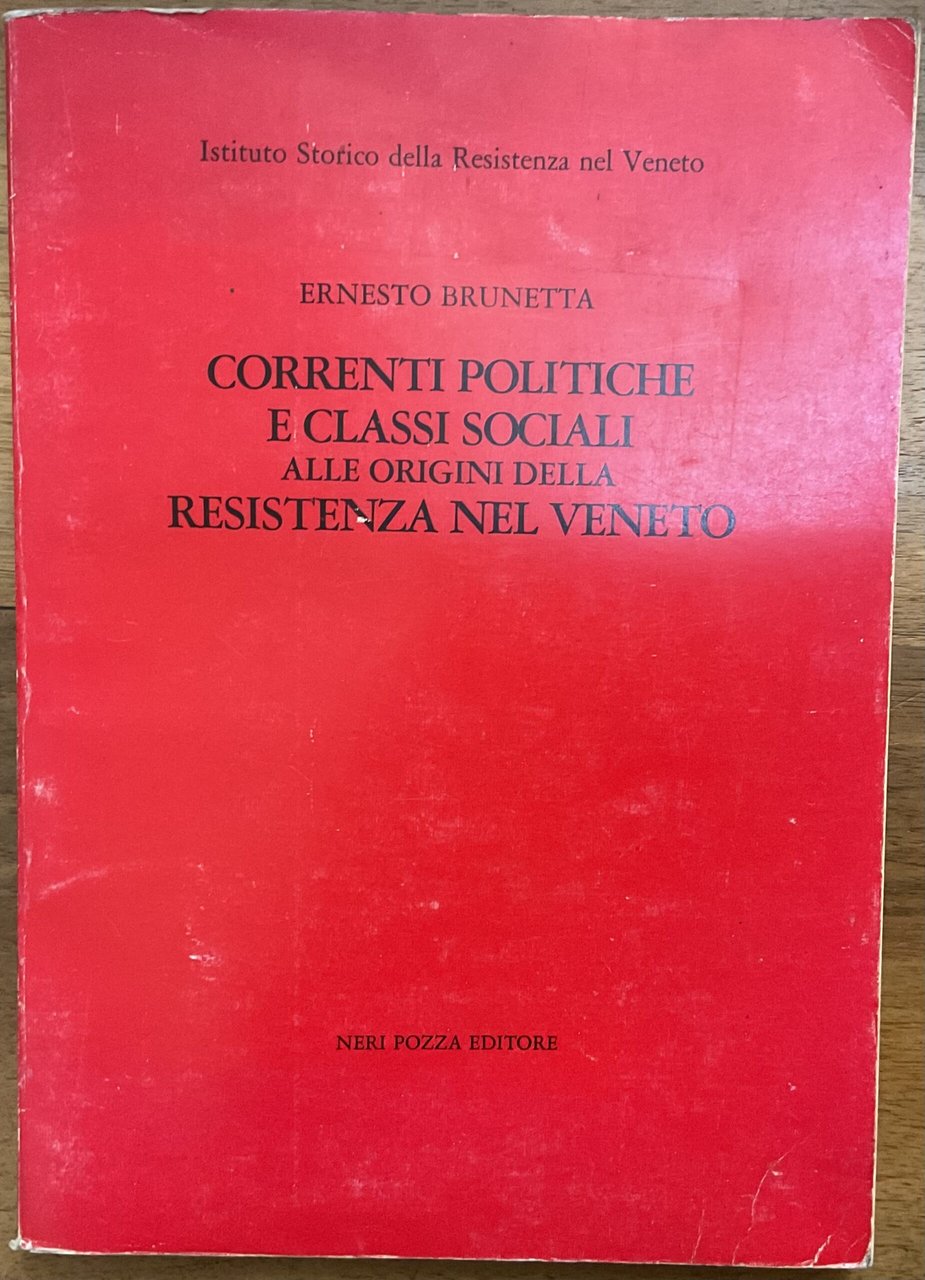 Istituto Storico della Resistenza nel Veneto
ERNESTO BRUNETTA
CORRENTI POLITICHE
E CLASSI SOCIALI
ALLE ORIGINI DELLA
RESISTENZA NEL VENETO
NERI POZZA EDITORE